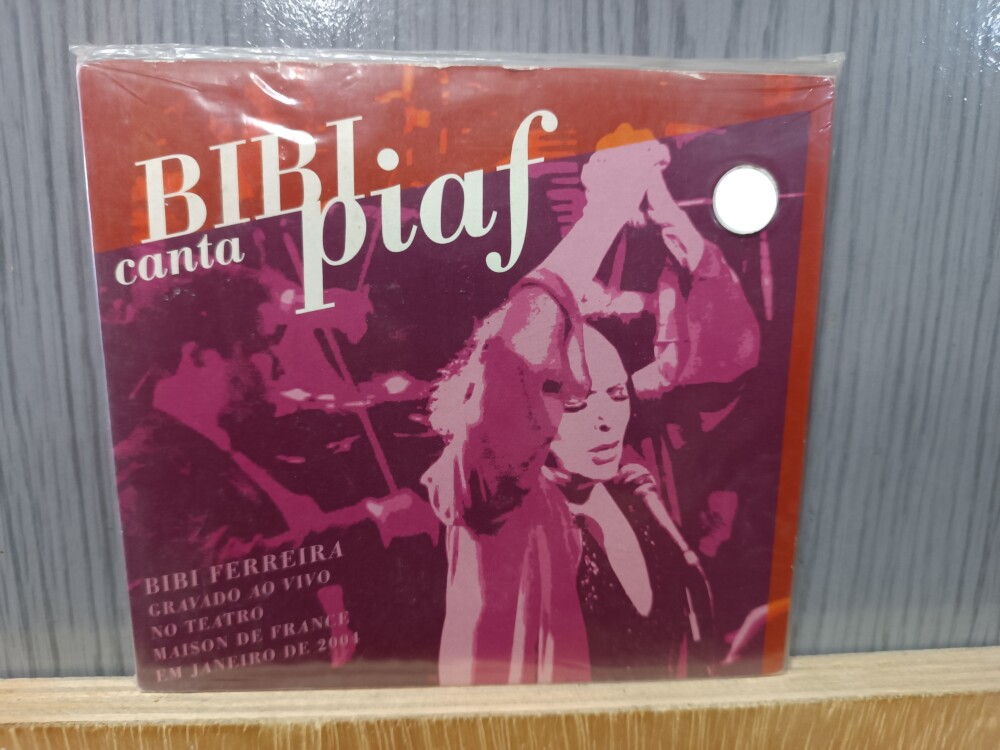 BIBI
canta piaf
BIBI FERREIRA
GRAVADO AO VIVO
NO TEATRO
MAISON DE FRANCE
EM JANEIRO DE 2004